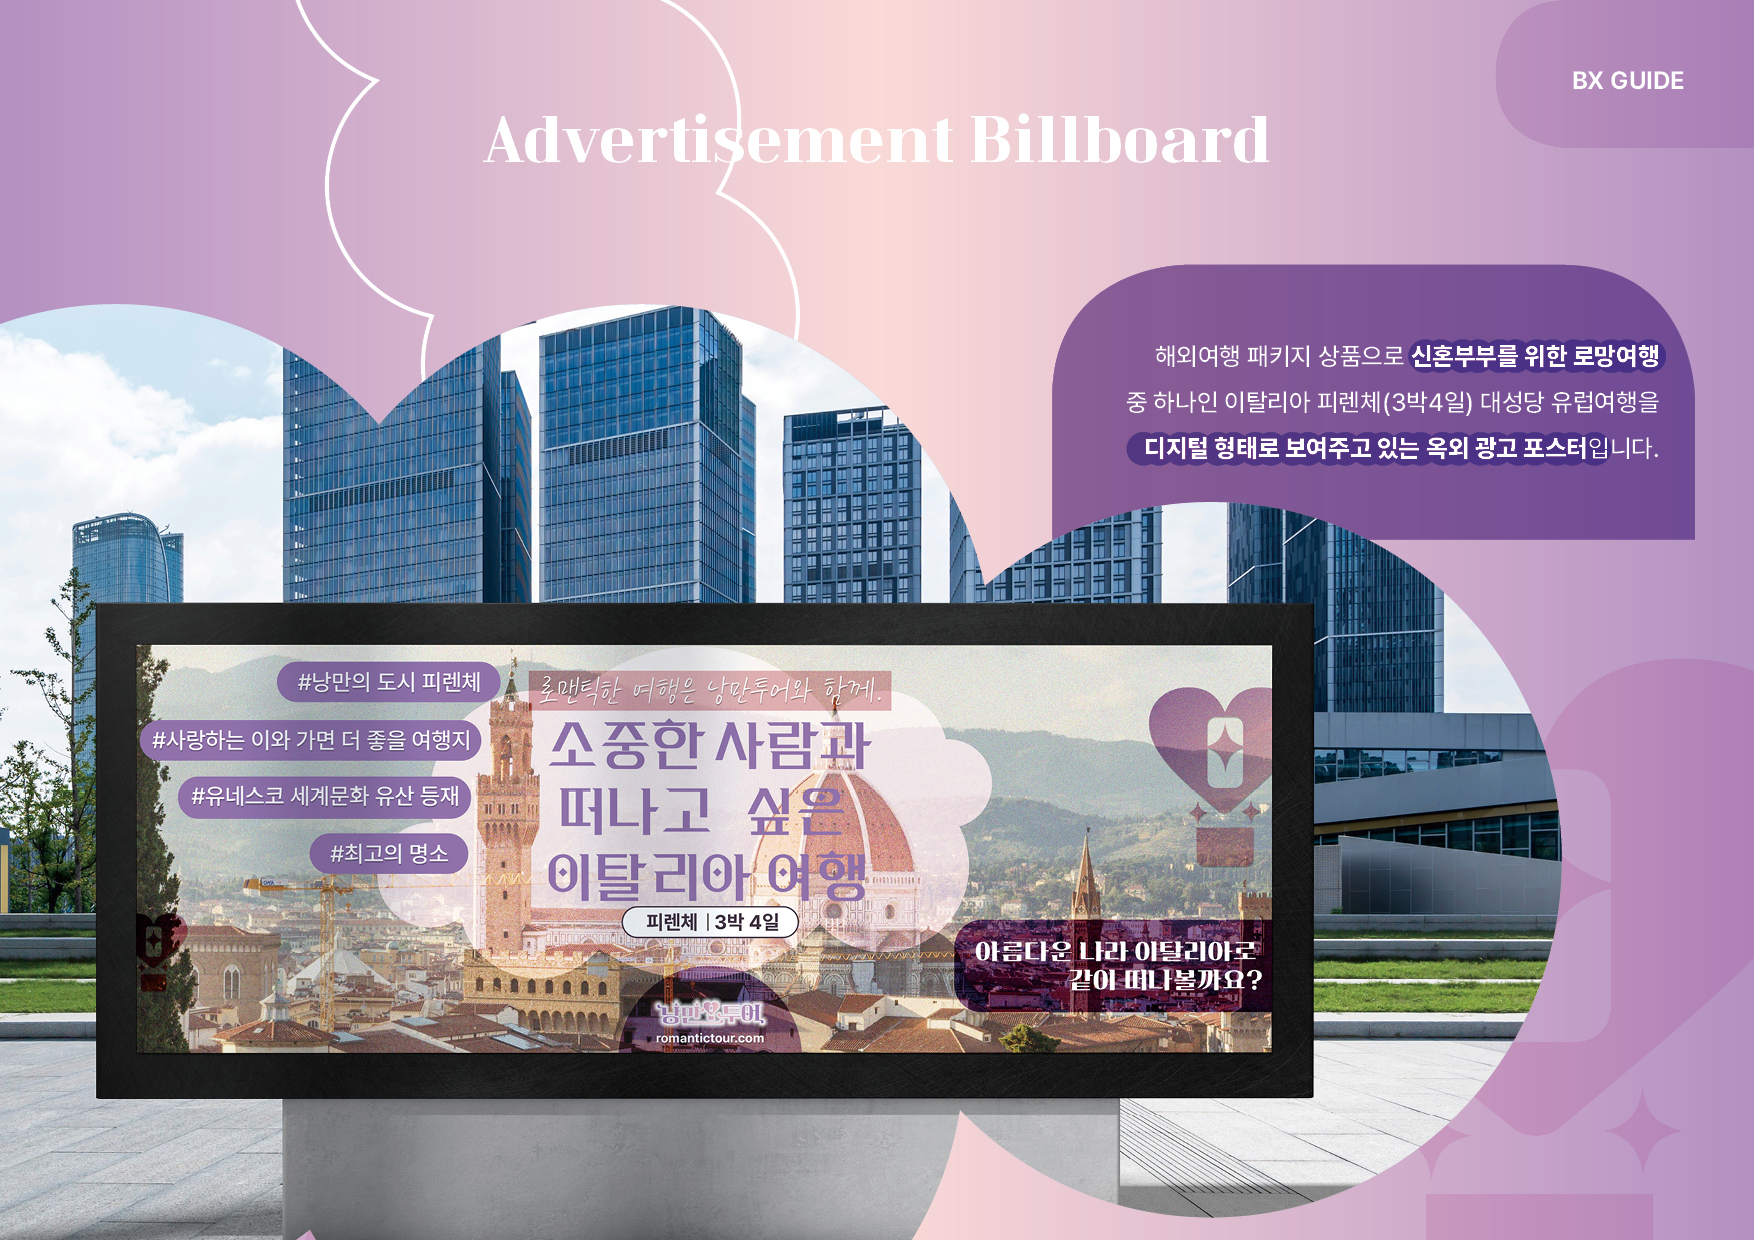 BX GUIDE
Advertisement Billboard
해외여행 패키지 상품으로 신혼부부를 위한 로망여행
중 하나인 이탈리아 피렌체(3박4일) 대성당 유럽여행을
디지털 형태로 보여주고 있는 옥외 광고 포스터입니다.
#낭만의 도시 피렌체
#사랑하는 이와 가면 더 좋을 여행지
#유네스코 세계문화 유산 등재
#최고의 명소
로맨틱한 여행은 낭만투어와 함께.
소중한 사람과
떠나고 싶은
이탈리아 여행
피렌체 | 3박 4일
아름다운 나라 이탈리아로
같이 떠나볼까요?
낭만투어
romantictour.com